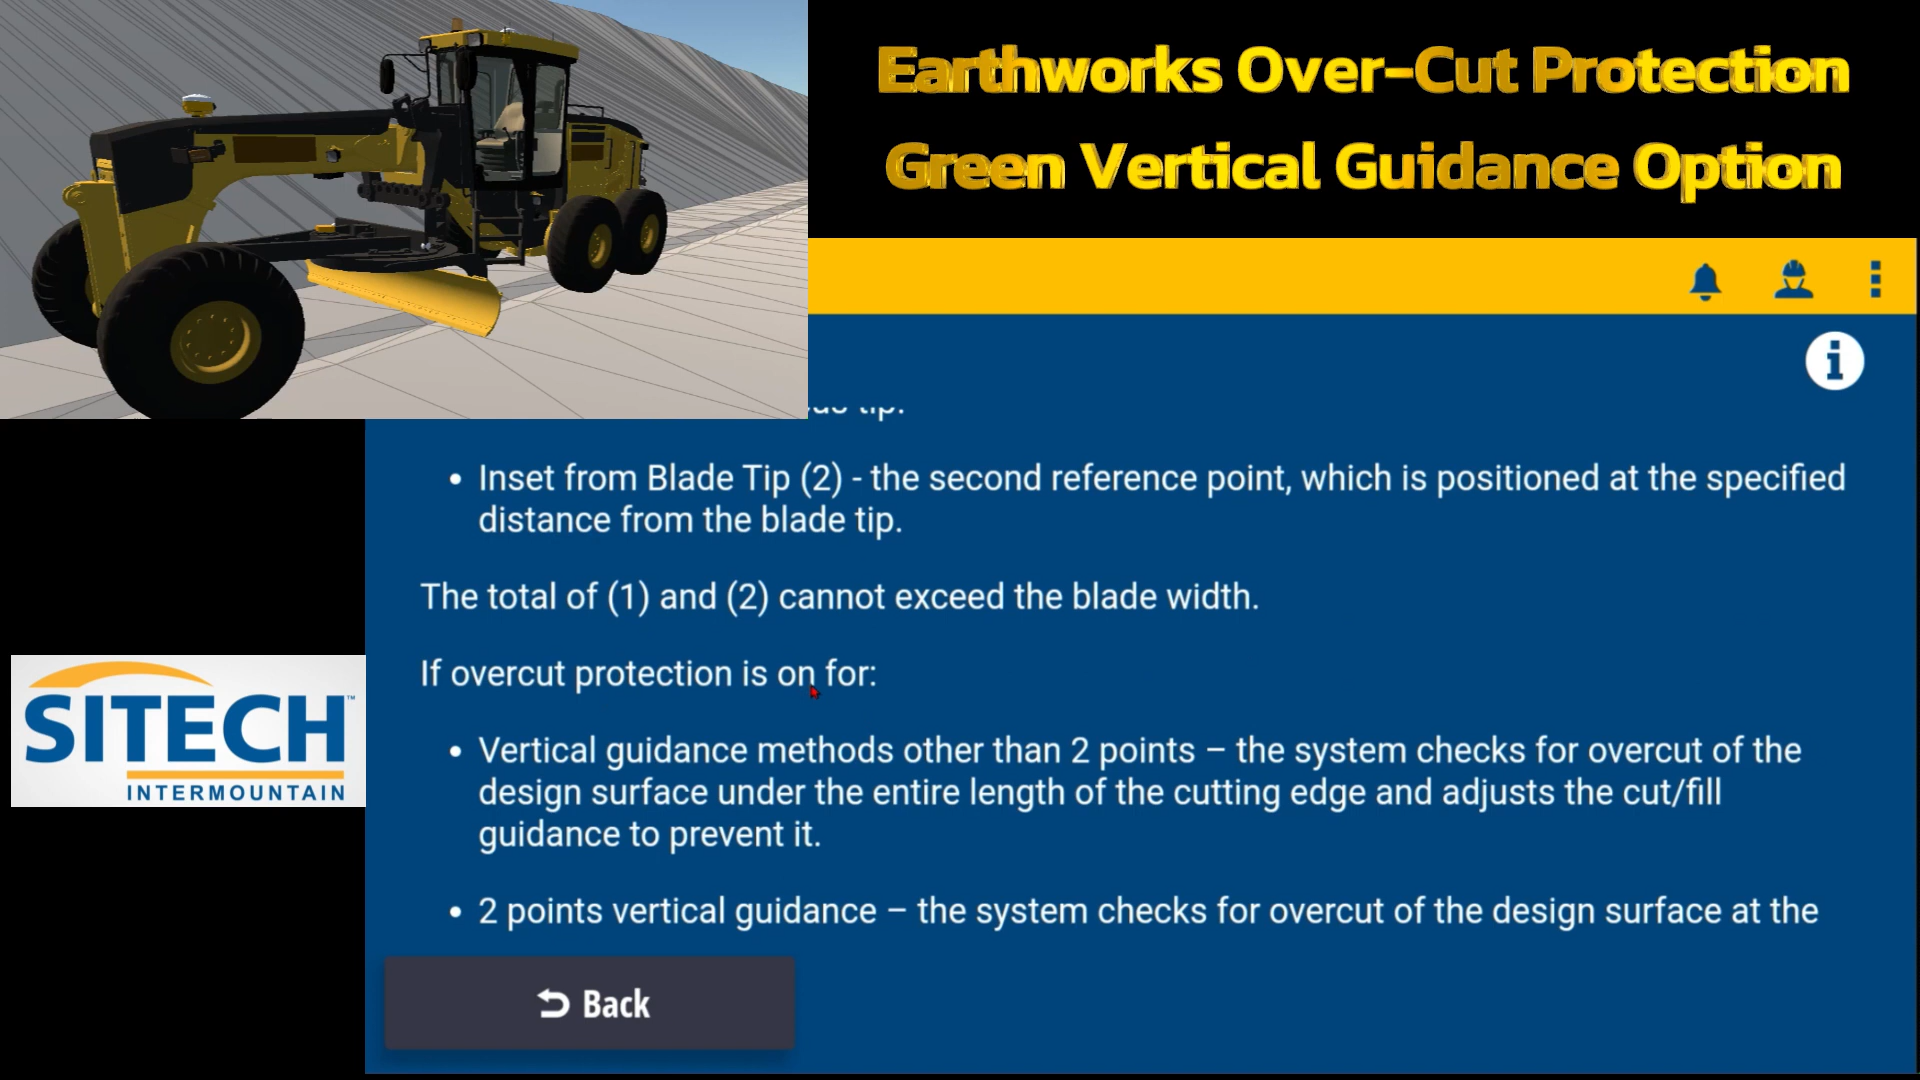 Earthworks Over-Cut Protection
Green Vertical Guidance Option
tip.
• Inset from Blade Tip (2) - the second reference point, which is positioned at the specified
distance from the blade tip.
The total of (1) and (2) cannot exceed the blade width.
If overcut protection is on for:
• Vertical guidance methods other than 2 points – the system checks for overcut of the
design surface under the entire length of the cutting edge and adjusts the cut/fill
guidance to prevent it.
• 2 points vertical guidance – the system checks for overcut of the design surface at the
Back
SITECH™
INTERMOUNTAIN